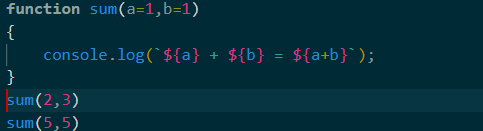 function sum(a=1,b=1)
{
    console.log(`${a} + ${b} = ${a+b}`);
}
sum(2,3)
sum(5,5)